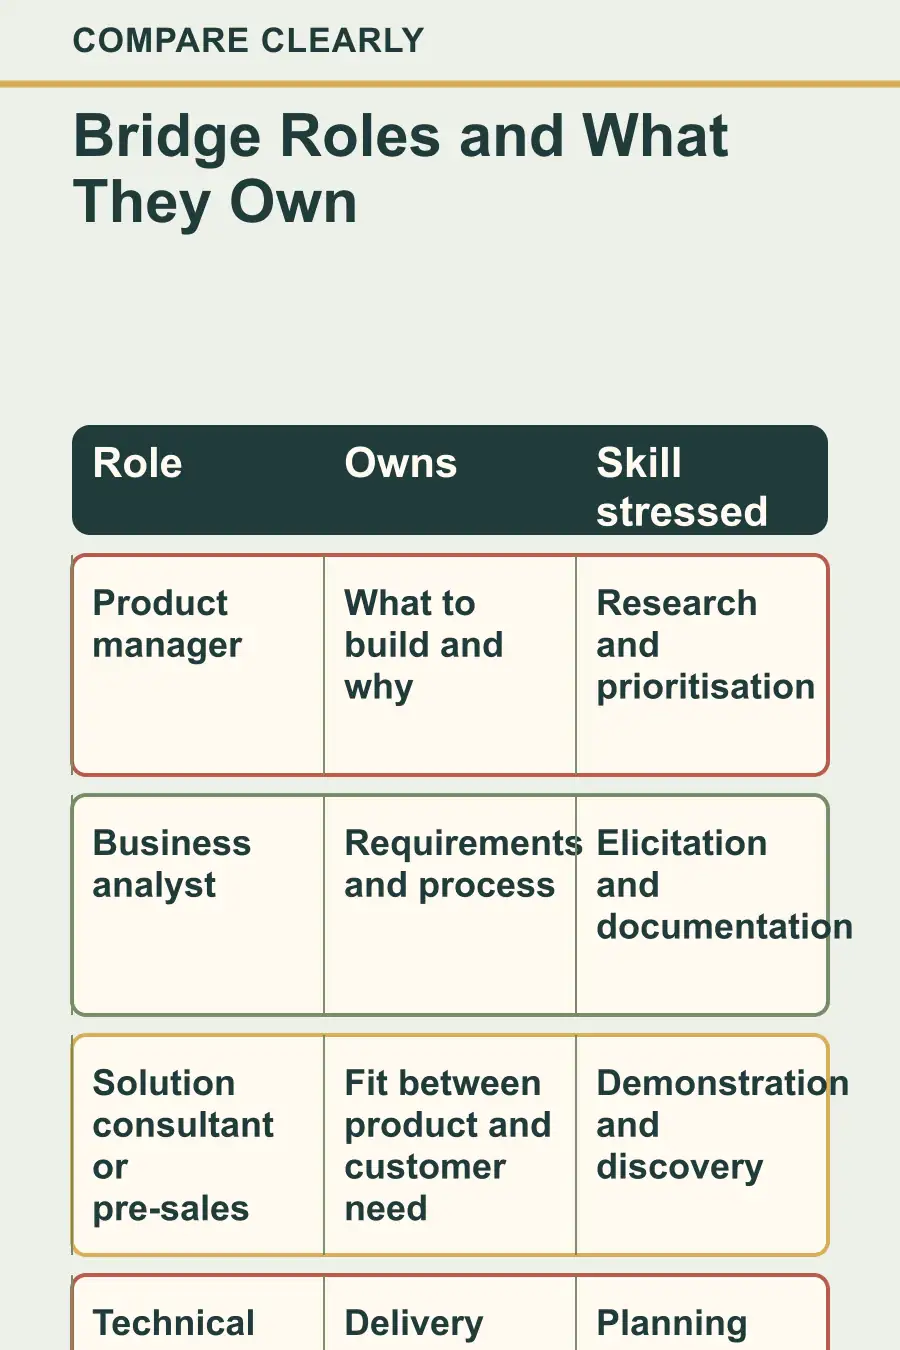 COMPARE CLEARLY
Bridge Roles and What
They Own
Role
Owns
Skill
stressed
Product
manager
What to
build and
why
Research
and
prioritisation
Business
analyst
Requirements
and process
Elicitation
and
documentation
Solution
consultant
or
pre-sales
Fit between
product and
customer
need
Demonstration
and
discovery
Technical
Delivery
Planning